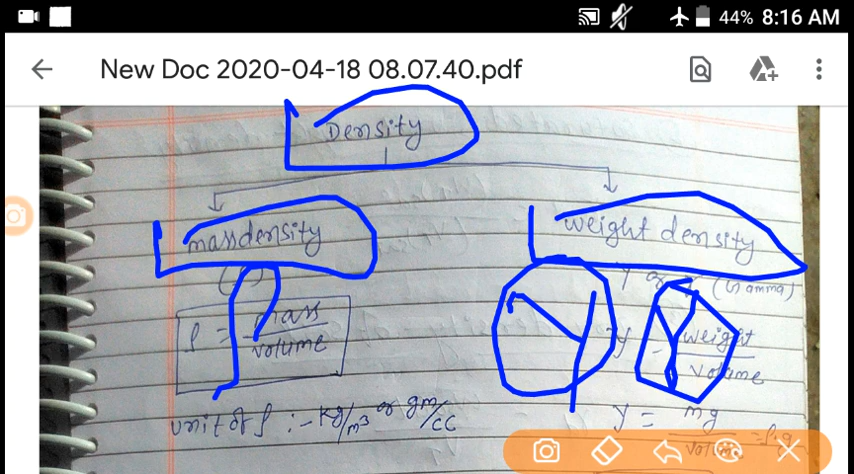 44% 8:16 AM
New Doc 2020-04-18 08.07.40.pdf
Density
massdensity
weight density
(ρ)
γ or (Gamma)
ρ = mass / volume
γ = weight / volume
unit of ρ :- Kg/m3 or gm/cc
γ = mg / volume = ρ.g